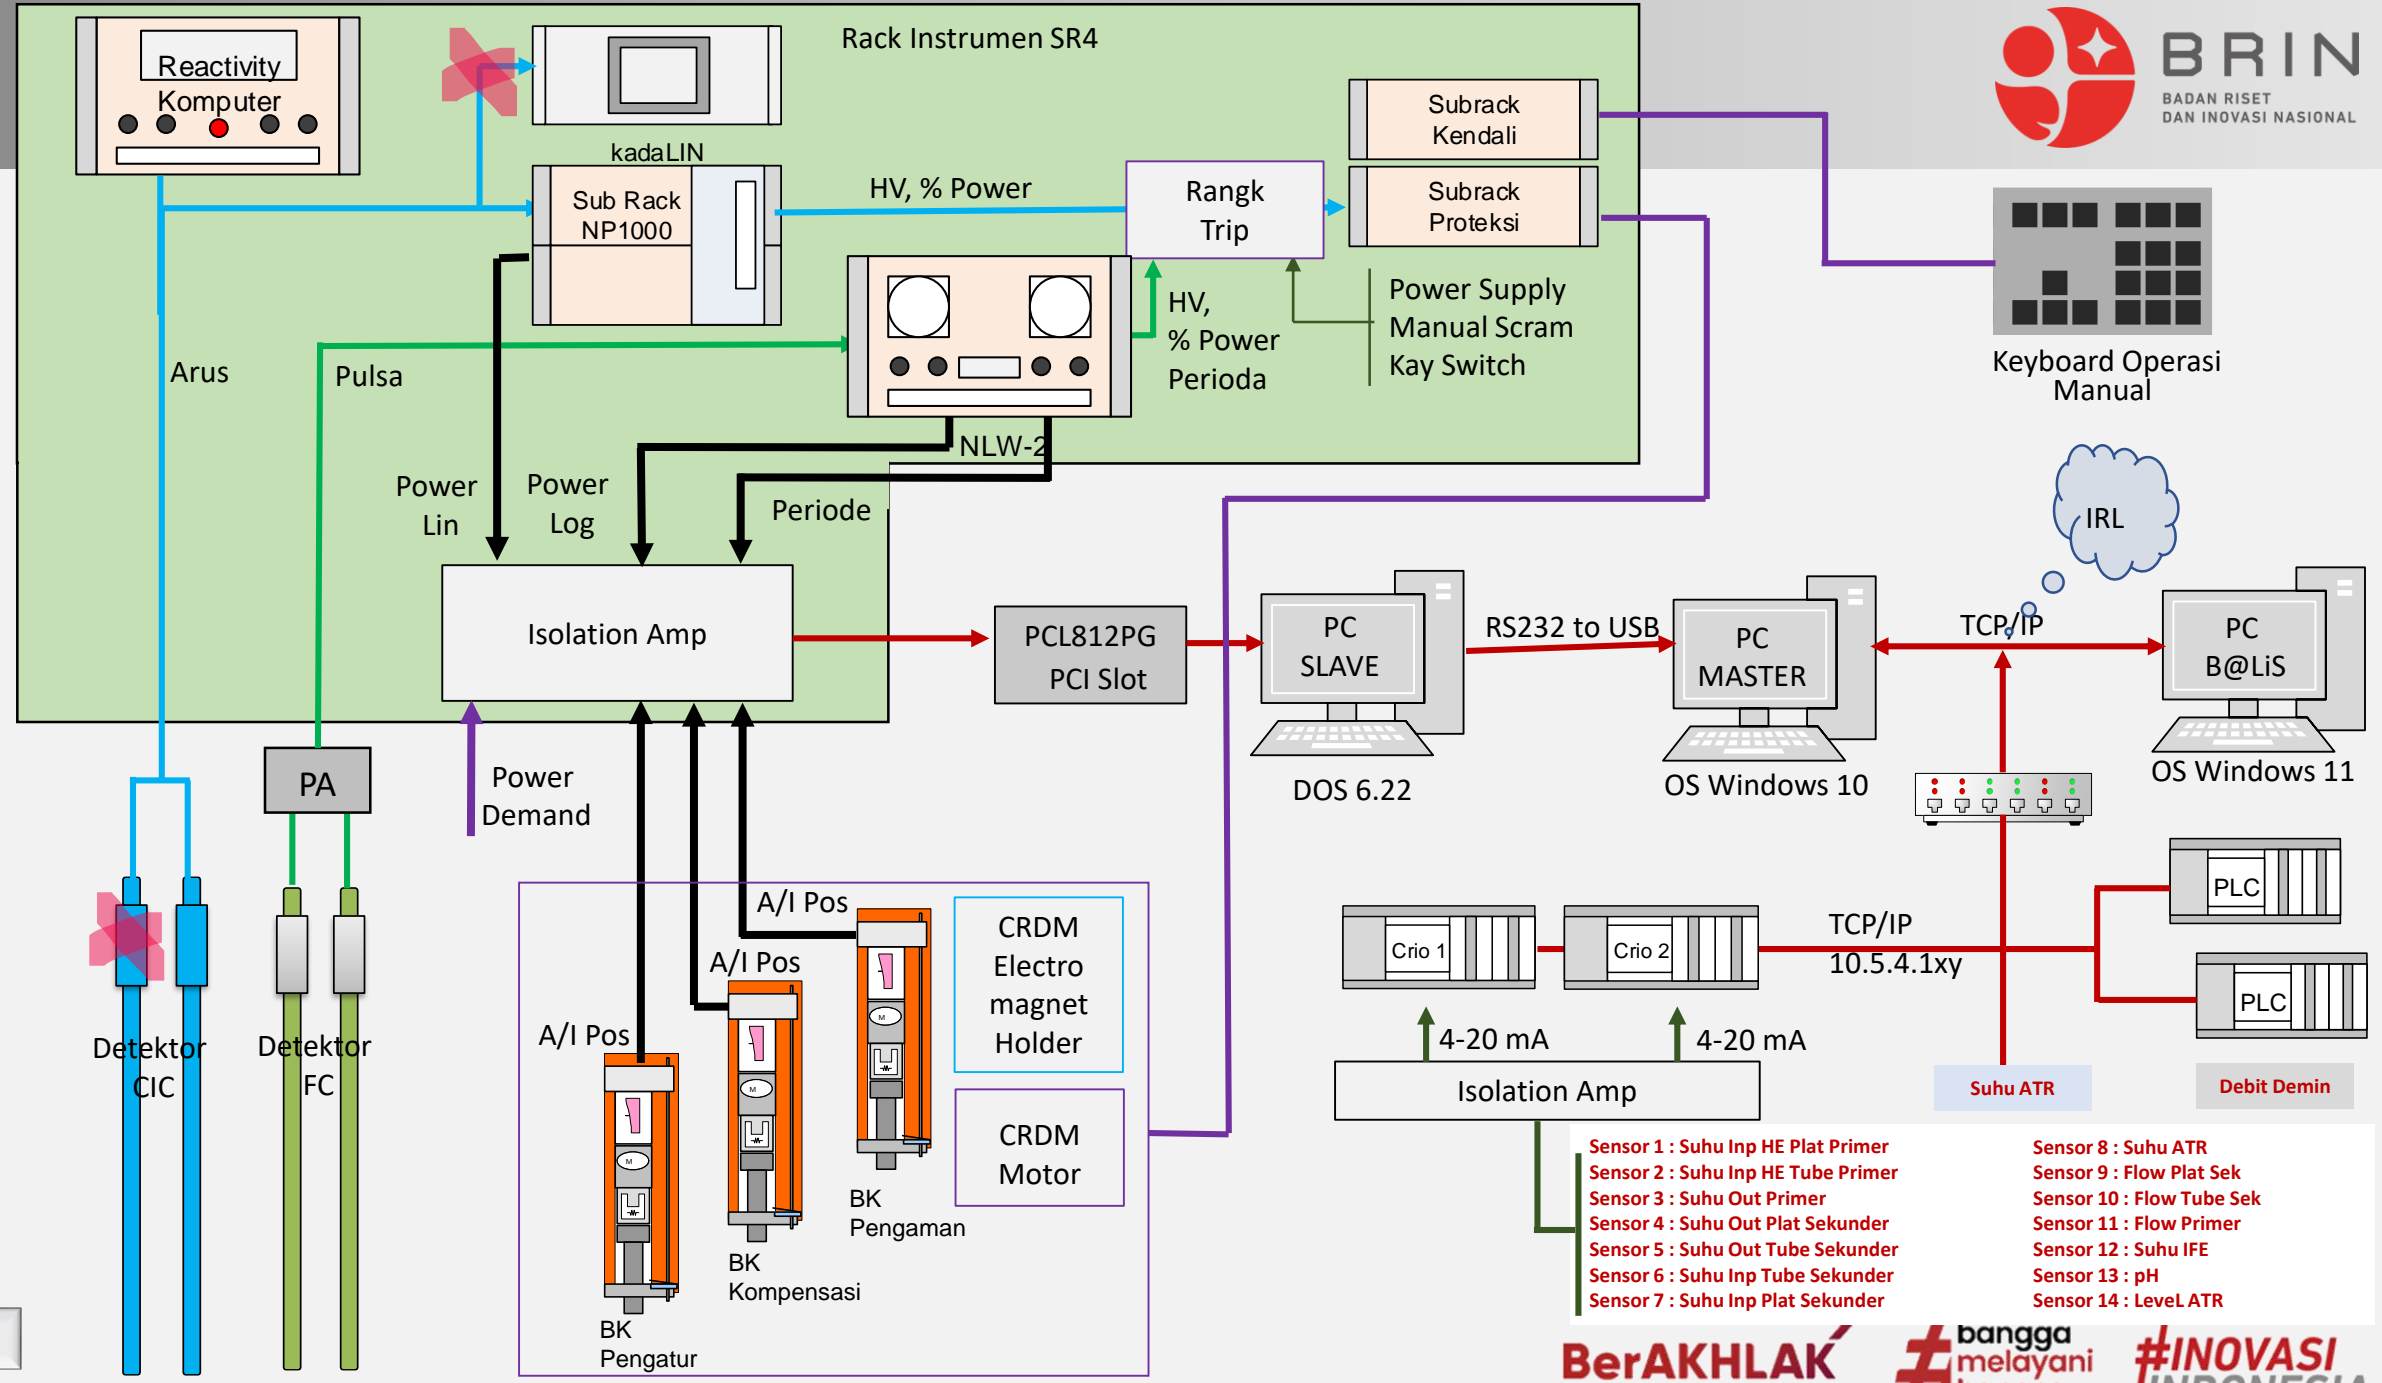 Rack Instrumen SR4
BRIN
BADAN RISET
DAN INOVASI NASIONAL
Reactivity
Komputer
kadaLIN
Sub Rack
NP1000
HV, % Power
Rangk
Trip
Subrack
Kendali
Subrack
Proteksi
Power Supply
Manual Scram
Kay Switch
HV,
% Power
Perioda
Keyboard Operasi
Manual
Arus
Pulsa
NLW-2
Power
Lin
Power
Log
Periode
IRL
Isolation Amp
PCL812PG
PCI Slot
PC
SLAVE
DOS 6.22
RS232 to USB
PC
MASTER
OS Windows 10
TCP/IP
PC
B@LiS
OS Windows 11
PA
Power
Demand
Detektor
CIC
Detektor
FC
A/I Pos
A/I Pos
A/I Pos
M
M
M
BK
Pengatur
BK
Kompensasi
BK
Pengaman
CRDM
Electro
magnet
Holder
CRDM
Motor
Crio 1
Crio 2
TCP/IP
10.5.4.1xy
PLC
PLC
4-20 mA
4-20 mA
Isolation Amp
Suhu ATR
Debit Demin
Sensor 1 : Suhu Inp HE Plat Primer
Sensor 2 : Suhu Inp HE Tube Primer
Sensor 3 : Suhu Out Primer
Sensor 4 : Suhu Out Plat Sekunder
Sensor 5 : Suhu Out Tube Sekunder
Sensor 6 : Suhu Inp Tube Sekunder
Sensor 7 : Suhu Inp Plat Sekunder
Sensor 8 : Suhu ATR
Sensor 9 : Flow Plat Sek
Sensor 10 : Flow Tube Sek
Sensor 11 : Flow Primer
Sensor 12 : Suhu IFE
Sensor 13 : pH
Sensor 14 : LeveL ATR
BerAKHLAK
#bangga
melayani
#INOVASI
INDONESIA